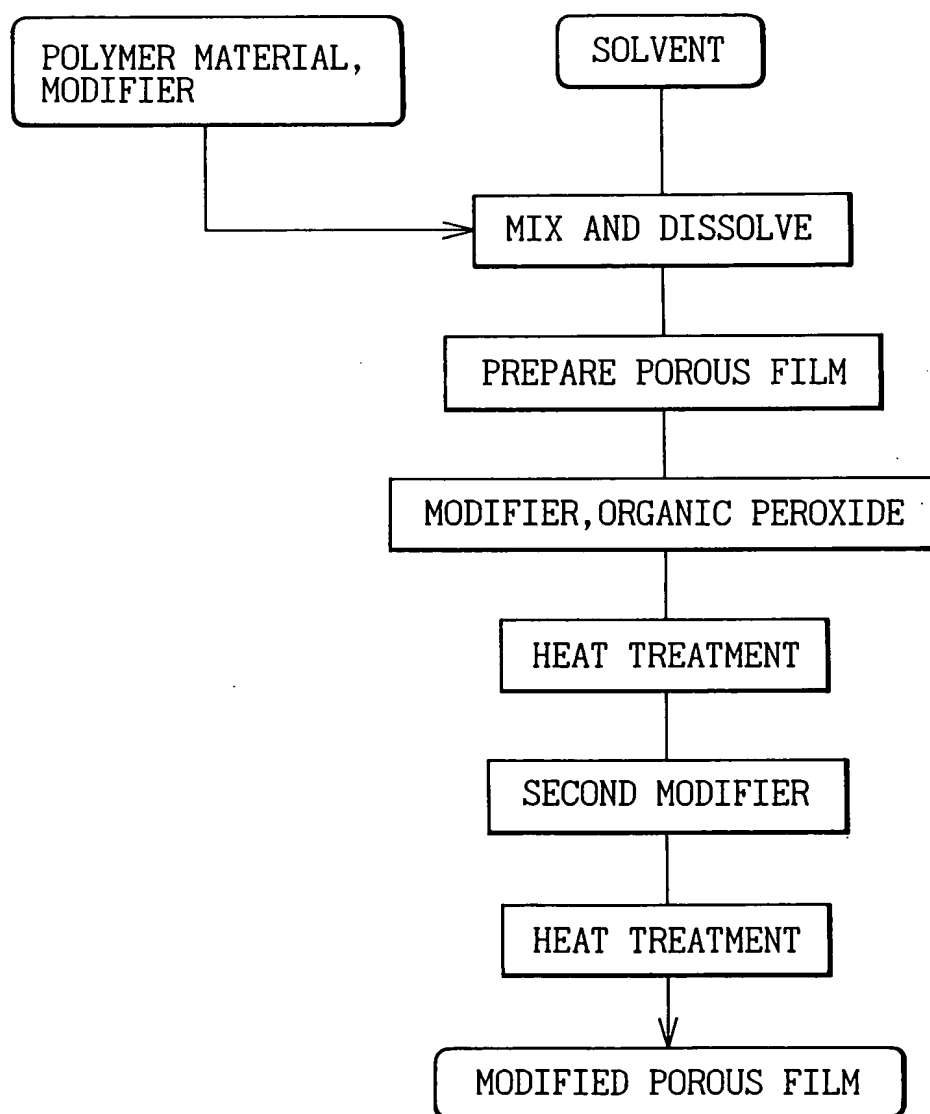 POLYMER MATERIAL,
MODIFIER
SOLVENT
MIX AND DISSOLVE
PREPARE POROUS FILM
MODIFIER,ORGANIC PEROXIDE
HEAT TREATMENT
SECOND MODIFIER
HEAT TREATMENT
MODIFIED POROUS FILM